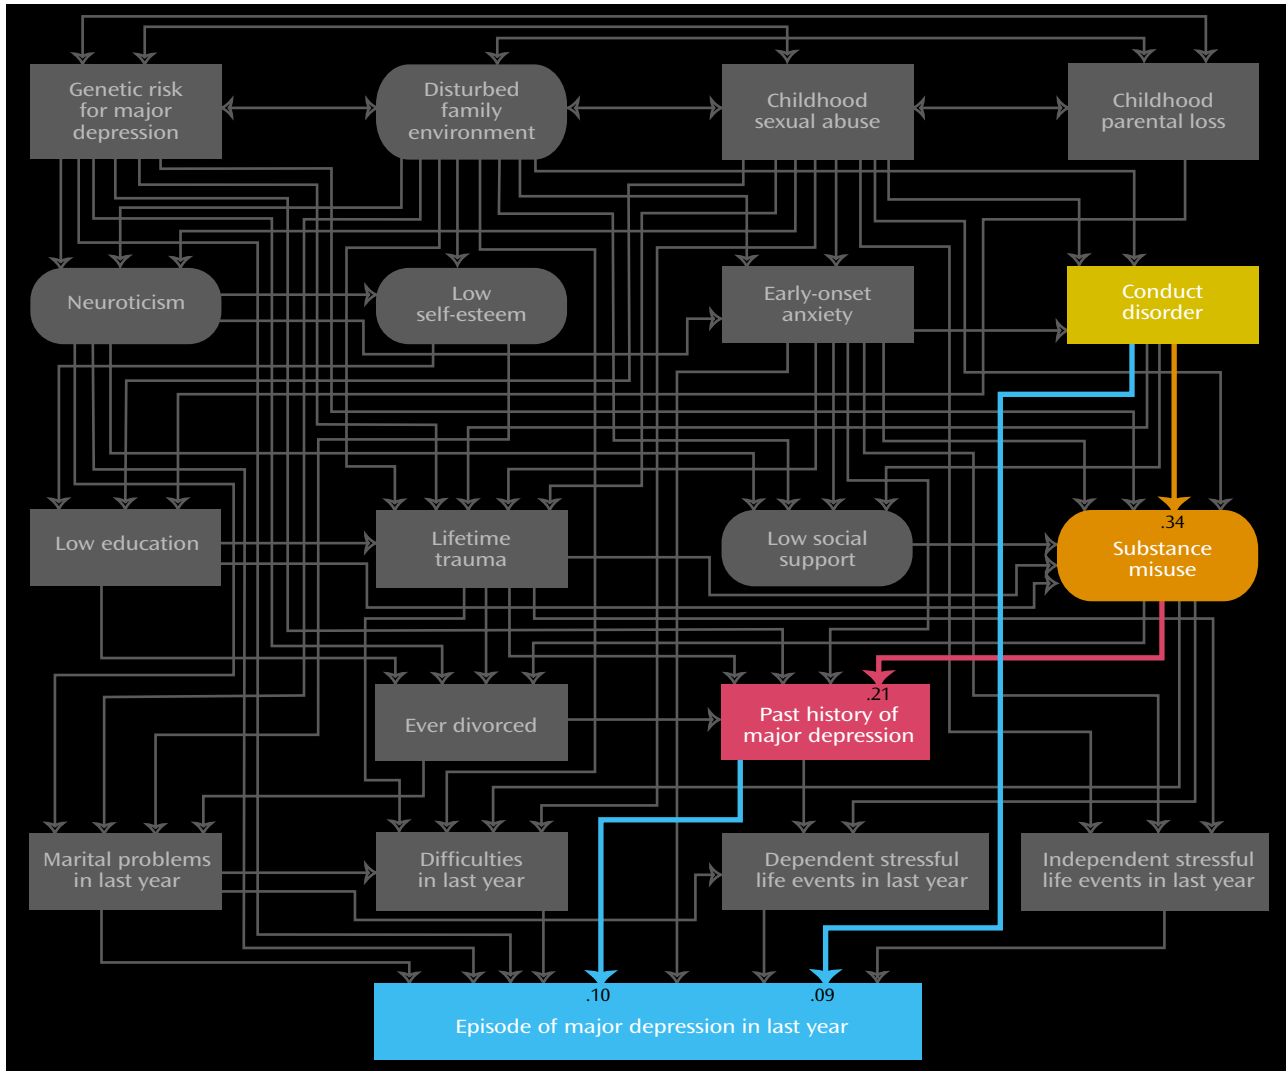 Genetic risk
for major
depression
Disturbed
family
environment
Childhood
sexual abuse
Childhood
parental loss
Neuroticism
Low
self-esteem
Early-onset
anxiety
Conduct
disorder
Low education
Lifetime
trauma
Low social
support
.34
Substance
misuse
Ever divorced
.21
Past history of
major depression
Marital problems
in last year
Difficulties
in last year
Dependent stressful
life events in last year
Independent stressful
life events in last year
.10
.09
Episode of major depression in last year